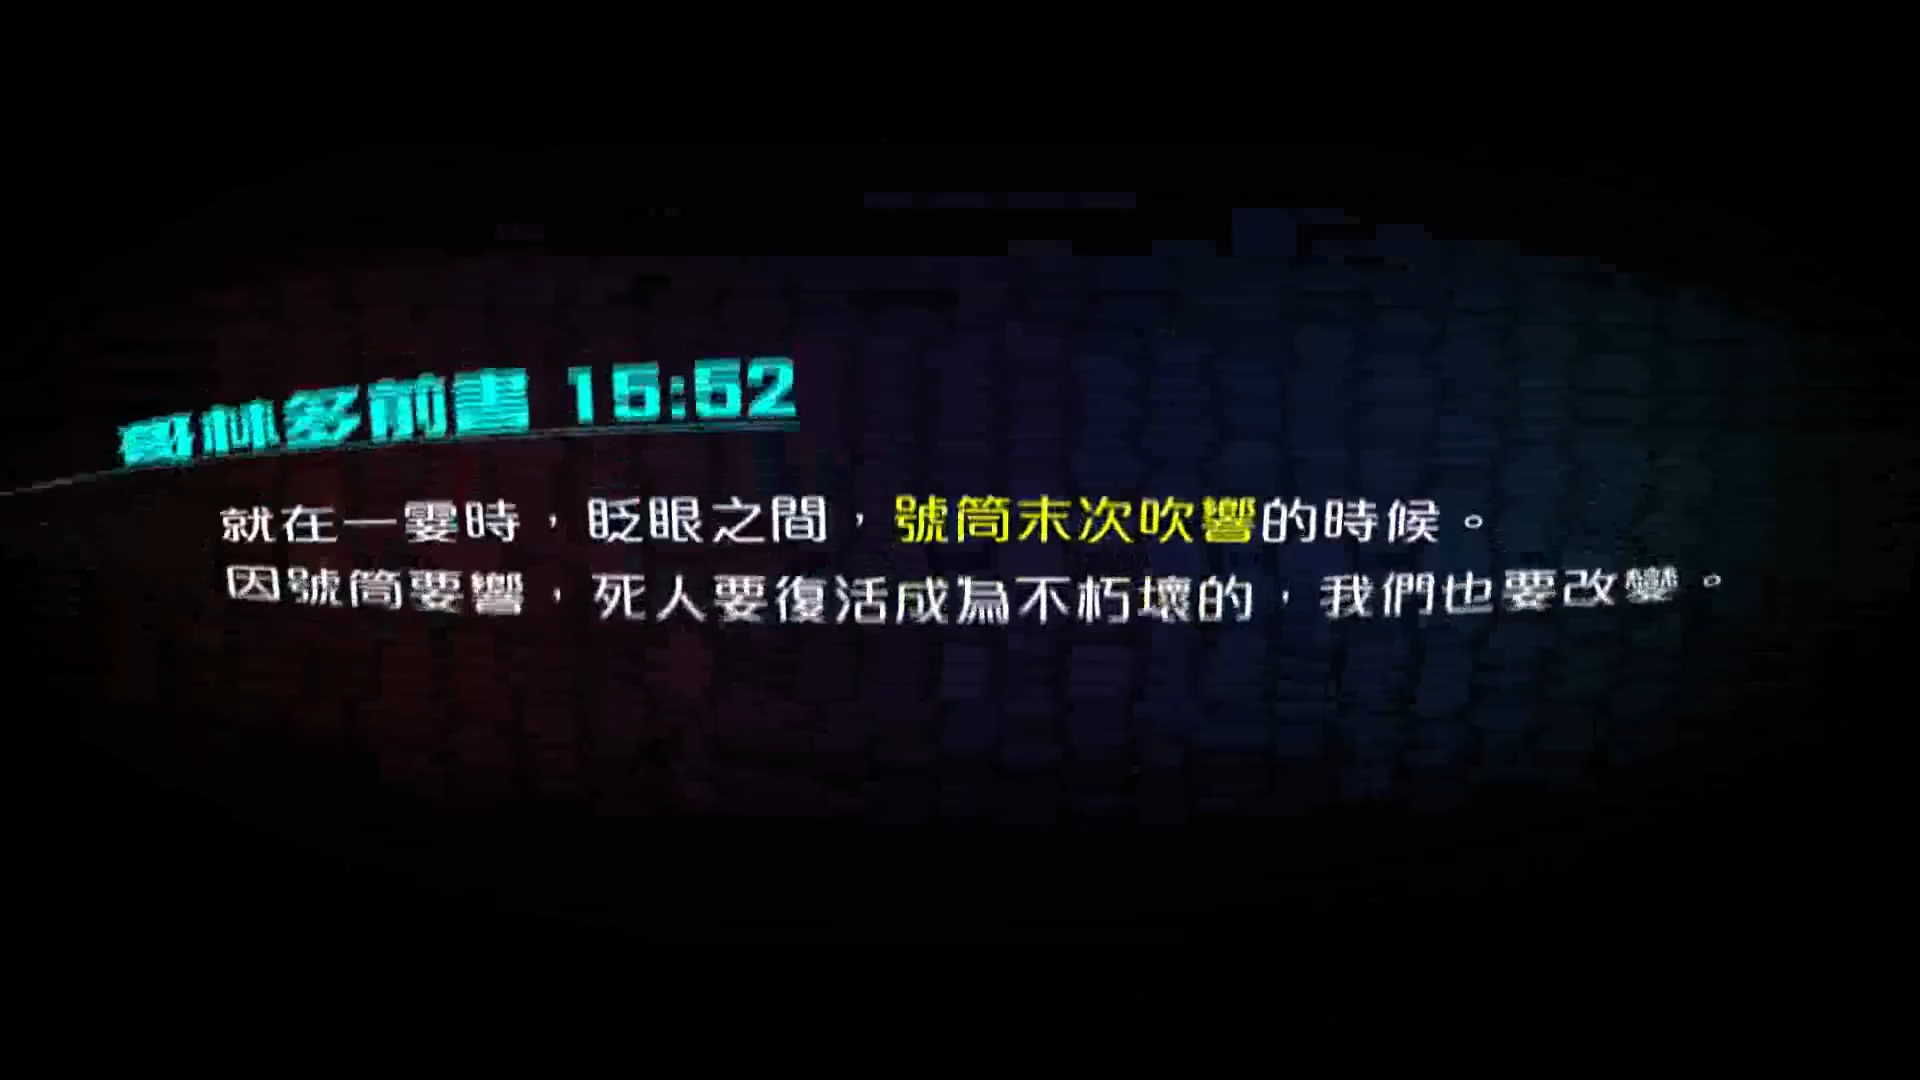 哥林多前書 15:52
就在一霎時，眨眼之間，號筒末次吹響的時候。
因號筒要響，死人要復活成為不朽壞的，我們也要改變。